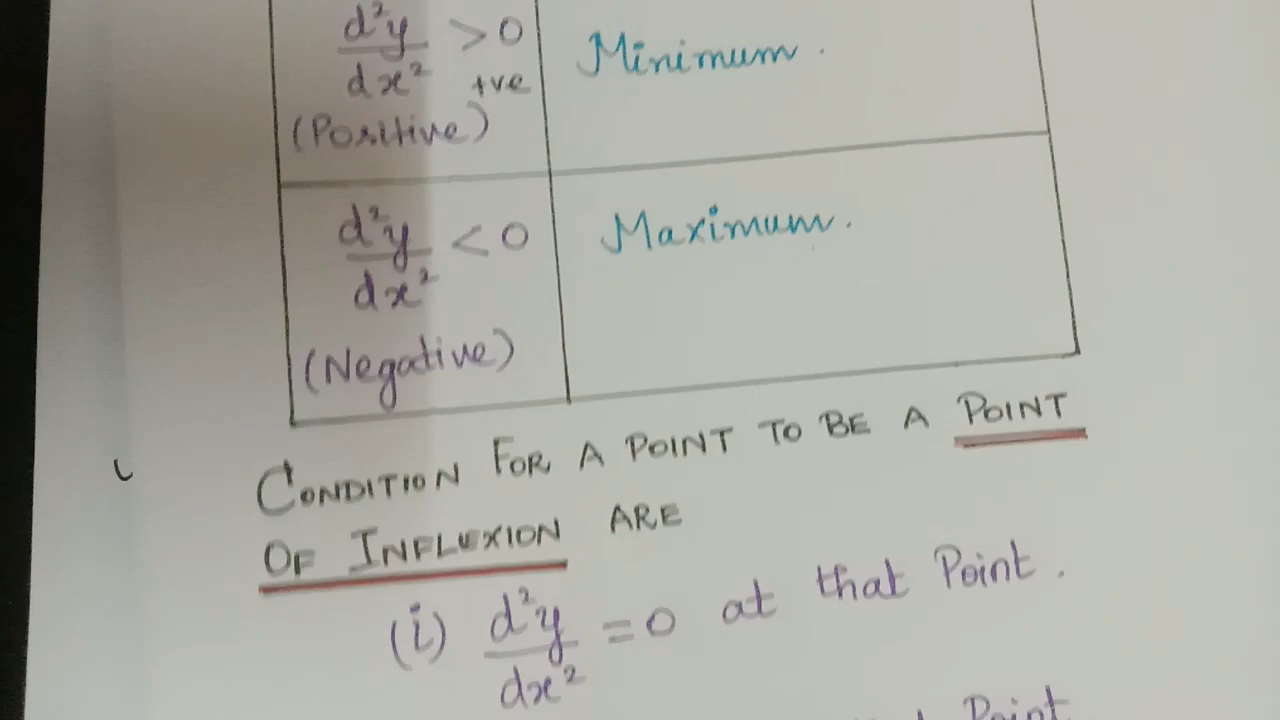 d²y/dx² > 0 +ve
(Positive)
Minimum.
d²y/dx² < 0
(Negative)
Maximum.
CONDITION FOR A POINT TO BE A POINT
OF INFLEXION ARE
(i) d²y/dx² = 0 at that Point.
Point